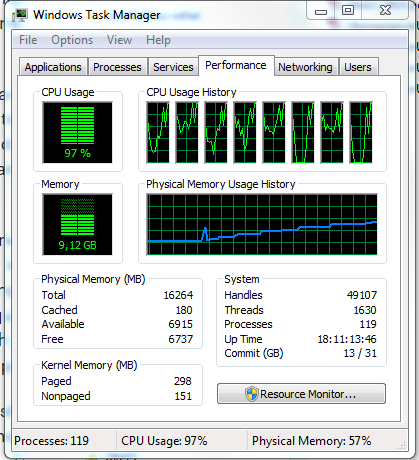 Windows Task Manager
File Options View Help
Applications Processes Services Performance Networking Users
CPU Usage
97 %
CPU Usage History
Memory
9,12 GB
Physical Memory Usage History
Physical Memory (MB)
Total 16264
Cached 180
Available 6915
Free 6737
Kernel Memory (MB)
Paged 298
Nonpaged 151
System
Handles 49107
Threads 1630
Processes 119
Up Time 18:11:13:46
Commit (GB) 13 / 31
Resource Monitor...
Processes: 119 CPU Usage: 97% Physical Memory: 57%